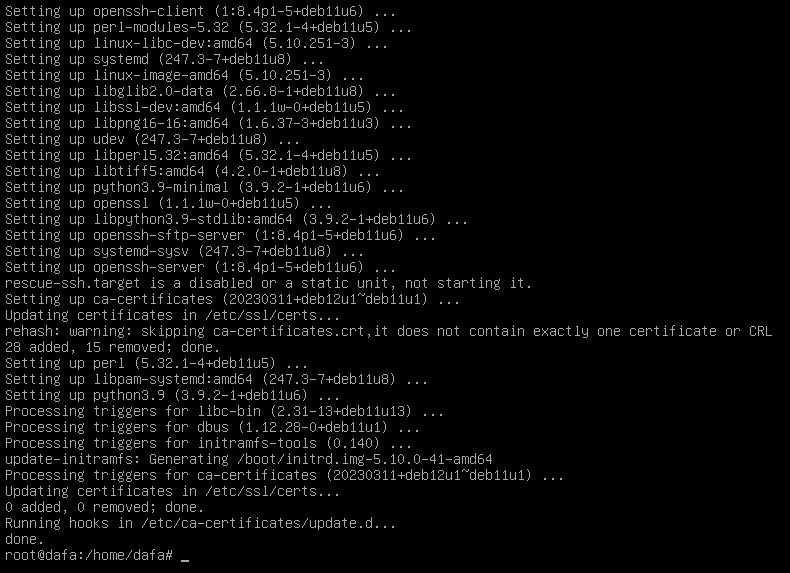 Setting up openssh-client (1:8.4p1-5+deb11u6) ...
Setting up perl-modules-5.32 (5.32.1-4+deb11u5) ...
Setting up linux-libc-dev:amd64 (5.10.251-3) ...
Setting up systemd (247.3-7+deb11u8) ...
Setting up linux-image-amd64 (5.10.251-3) ...
Setting up libglib2.0-data (2.66.8-1+deb11u8) ...
Setting up libssl-dev:amd64 (1.1.1w-0+deb11u5) ...
Setting up libpng16-16:amd64 (1.6.37-3+deb11u3) ...
Setting up udev (247.3-7+deb11u8) ...
Setting up libperl5.32:amd64 (5.32.1-4+deb11u5) ...
Setting up libtiff5:amd64 (4.2.0-1+deb11u8) ...
Setting up python3.9-minimal (3.9.2-1+deb11u6) ...
Setting up openssl (1.1.1w-0+deb11u5) ...
Setting up libpython3.9-stdlib:amd64 (3.9.2-1+deb11u6) ...
Setting up openssh-sftp-server (1:8.4p1-5+deb11u6) ...
Setting up systemd-sysv (247.3-7+deb11u8) ...
Setting up openssh-server (1:8.4p1-5+deb11u6) ...
rescue-ssh.target is a disabled or a static unit, not starting it.
Setting up ca-certificates (20230311+deb12u1~deb11u1) ...
Updating certificates in /etc/ssl/certs...
rehash: warning: skipping ca-certificates.crt,it does not contain exactly one certificate or CRL
28 added, 15 removed; done.
Setting up perl (5.32.1-4+deb11u5) ...
Setting up libpam-systemd:amd64 (247.3-7+deb11u8) ...
Setting up python3.9 (3.9.2-1+deb11u6) ...
Processing triggers for libc-bin (2.31-13+deb11u13) ...
Processing triggers for dbus (1.12.28-0+deb11u1) ...
Processing triggers for initramfs-tools (0.140) ...
update-initramfs: Generating /boot/initrd.img-5.10.0-41-amd64
Processing triggers for ca-certificates (20230311+deb12u1~deb11u1) ...
Updating certificates in /etc/ssl/certs...
0 added, 0 removed; done.
Running hooks in /etc/ca-certificates/update.d...
done.
root@dafa:/home/dafa# _